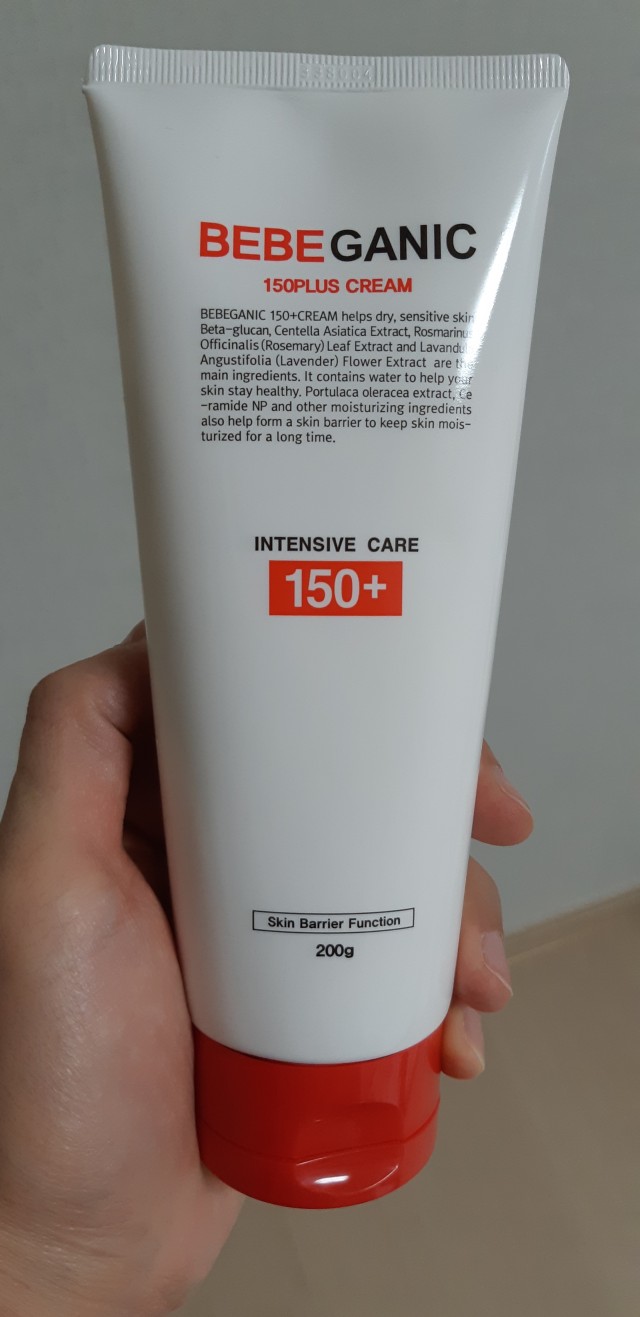 BEBEGANIC
150PLUS CREAM
BEBEGANIC 150+CREAM helps dry, sensitive skin
Beta-glucan, Centella Asiatica Extract, Rosmarinus
Officinalis (Rosemary) Leaf Extract and Lavandul
Angustifolia (Lavender) Flower Extract are the
main ingredients. It contains water to help your
skin stay healthy. Portulaca oleracea extract, Ce
-ramide NP and other moisturizing ingredients
also help form a skin barrier to keep skin mois-
turized for a long time.
INTENSIVE CARE
150+
Skin Barrier Function
200g